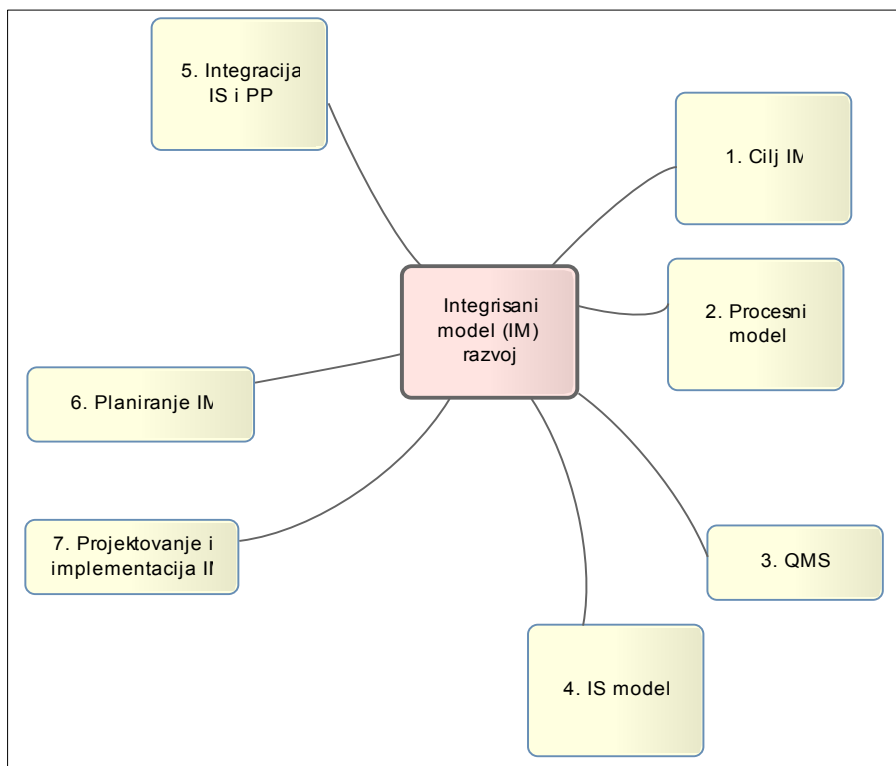 Integrisani
model (IM)
razvoj
1. Cilj IM
2. Procesni
model
3. QMS
4. IS model
5. Integracija
IS i PP
6. Planiranje IM
7. Projektovanje i
implementacija IM